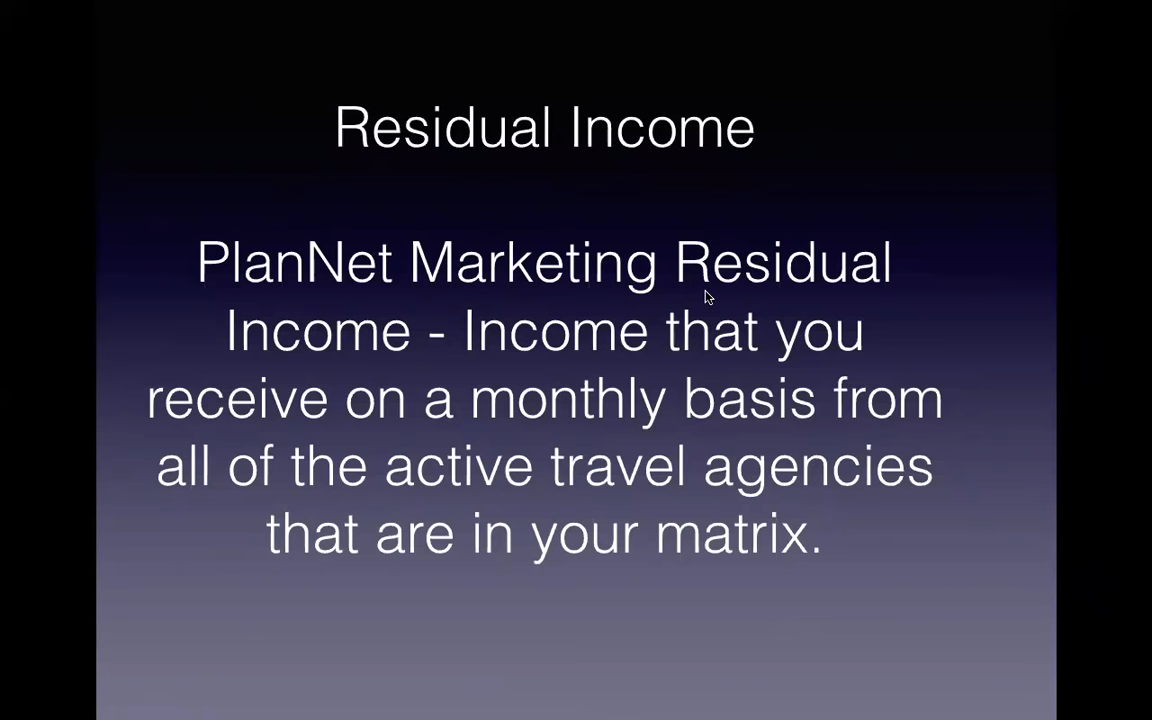 Residual Income
PlanNet Marketing Residual
Income - Income that you
receive on a monthly basis from
all of the active travel agencies
that are in your matrix.